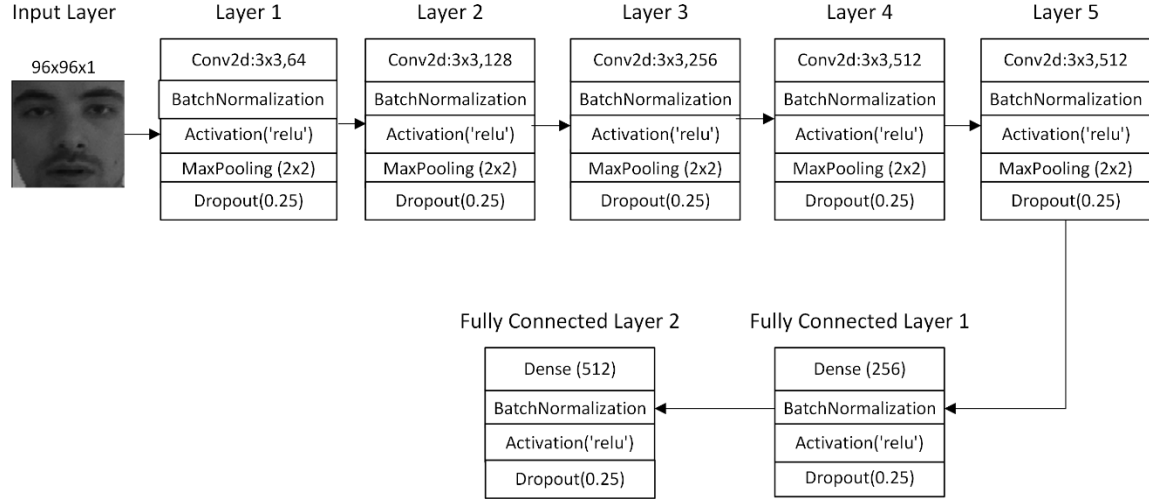 Input Layer
Layer 1
Layer 2
Layer 3
Layer 4
Layer 5
96x96x1
Conv2d:3x3,64
BatchNormalization
Activation('relu')
MaxPooling (2x2)
Dropout(0.25)
Conv2d:3x3,128
BatchNormalization
Activation('relu')
MaxPooling (2x2)
Dropout(0.25)
Conv2d:3x3,256
BatchNormalization
Activation('relu')
MaxPooling (2x2)
Dropout(0.25)
Conv2d:3x3,512
BatchNormalization
Activation('relu')
MaxPooling (2x2)
Dropout(0.25)
Conv2d:3x3,512
BatchNormalization
Activation('relu')
MaxPooling (2x2)
Dropout(0.25)
Fully Connected Layer 2
Dense (512)
BatchNormalization
Activation('relu')
Dropout(0.25)
Fully Connected Layer 1
Dense (256)
BatchNormalization
Activation('relu')
Dropout(0.25)